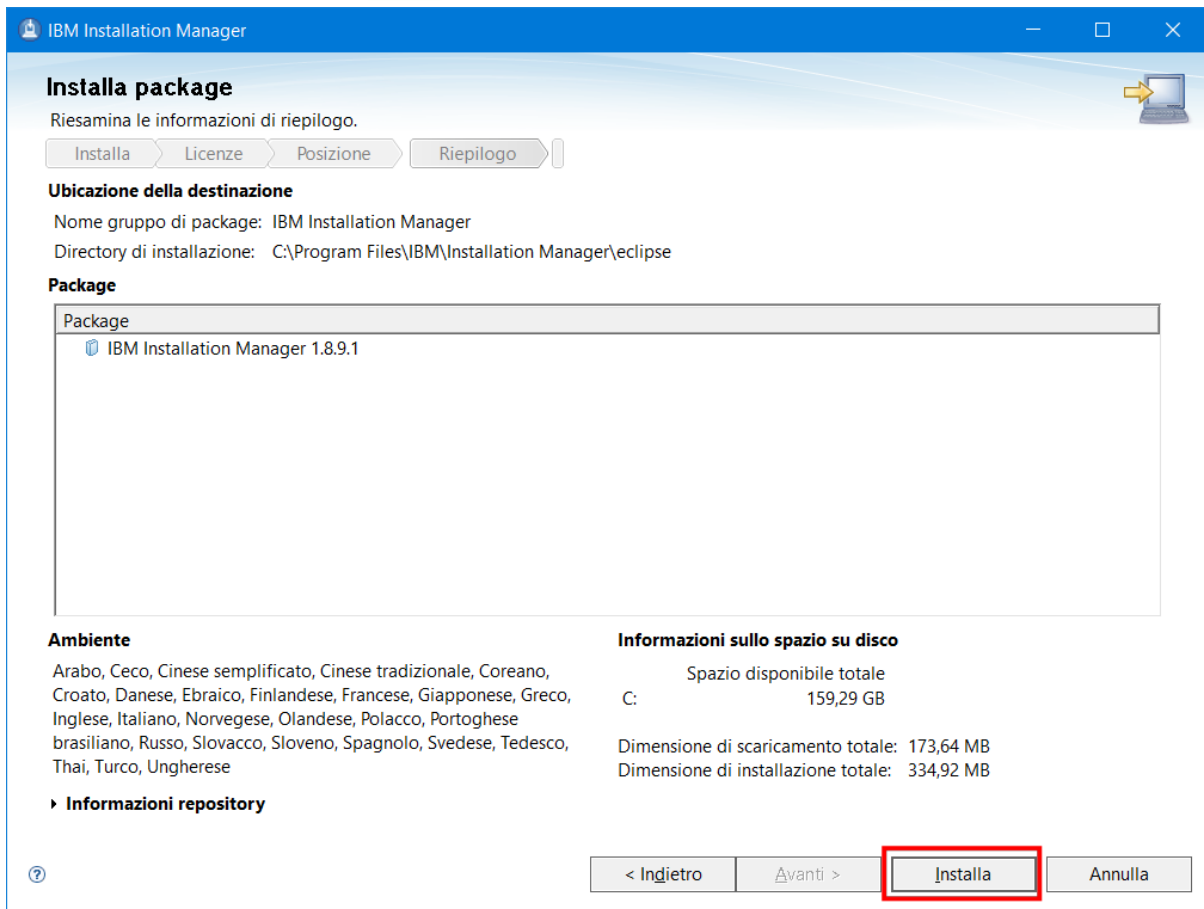 IBM Installation Manager
Installa package
Riesamina le informazioni di riepilogo.
Installa Licenze Posizione Riepilogo
Ubicazione della destinazione
Nome gruppo di package: IBM Installation Manager
Directory di installazione: C:\Program Files\IBM\Installation Manager\eclipse
Package
Package
IBM Installation Manager 1.8.9.1
Ambiente
Arabo, Ceco, Cinese semplificato, Cinese tradizionale, Coreano,
Croato, Danese, Ebraico, Finlandese, Francese, Giapponese, Greco,
Inglese, Italiano, Norvegese, Olandese, Polacco, Portoghese
brasiliano, Russo, Slovacco, Sloveno, Spagnolo, Svedese, Tedesco,
Thai, Turco, Ungherese
Informazioni repository
Informazioni sullo spazio su disco
Spazio disponibile totale
C: 159,29 GB
Dimensione di scaricamento totale: 173,64 MB
Dimensione di installazione totale: 334,92 MB
? < Indietro Avanti > Installa Annulla